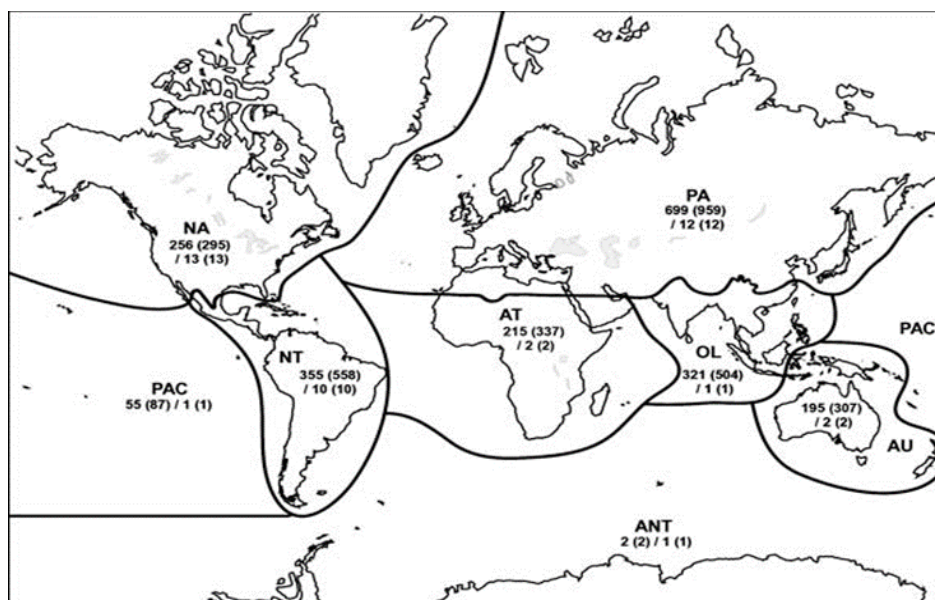 NA
256 (295)
/ 13 (13)
PA
699 (959)
/ 12 (12)
AT
215 (337)
/ 2 (2)
OL
321 (504)
/ 1 (1)
PAC
NT
355 (558)
/ 10 (10)
PAC
55 (87) / 1 (1)
195 (307)
/ 2 (2)
AU
ANT
2 (2) / 1 (1)